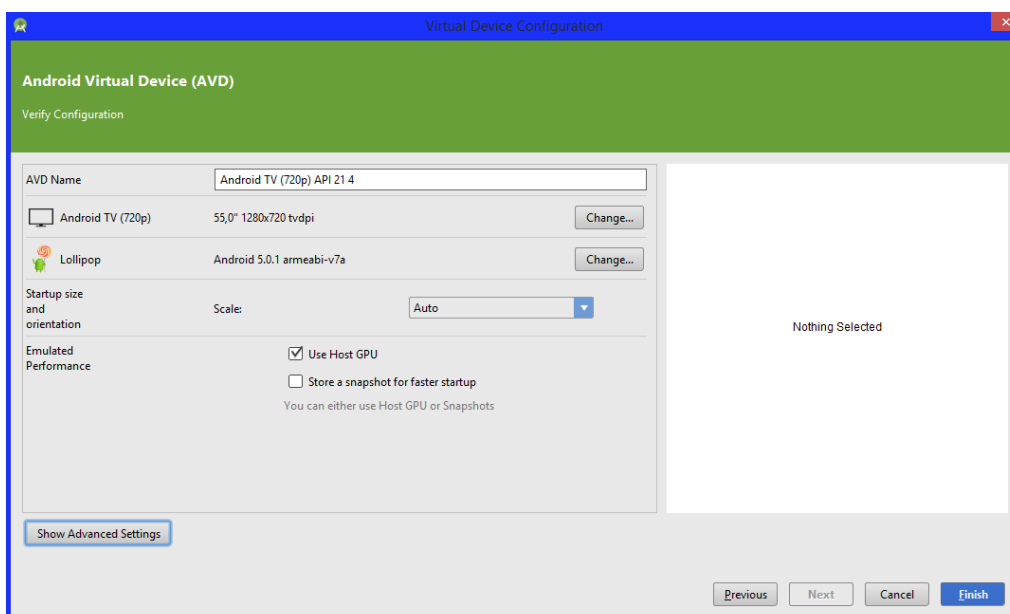 Virtual Device Configuration
Android Virtual Device (AVD)
Verify Configuration
AVD Name
Android TV (720p) API 21 4
Android TV (720p)
55,0" 1280x720 tvdpi
Change...
Lollipop
Android 5.0.1 armeabi-v7a
Change...
Startup size
and
orientation
Scale:
Auto
Emulated
Performance
Use Host GPU
Store a snapshot for faster startup
You can either use Host GPU or Snapshots
Nothing Selected
Show Advanced Settings
Previous
Next
Cancel
Finish